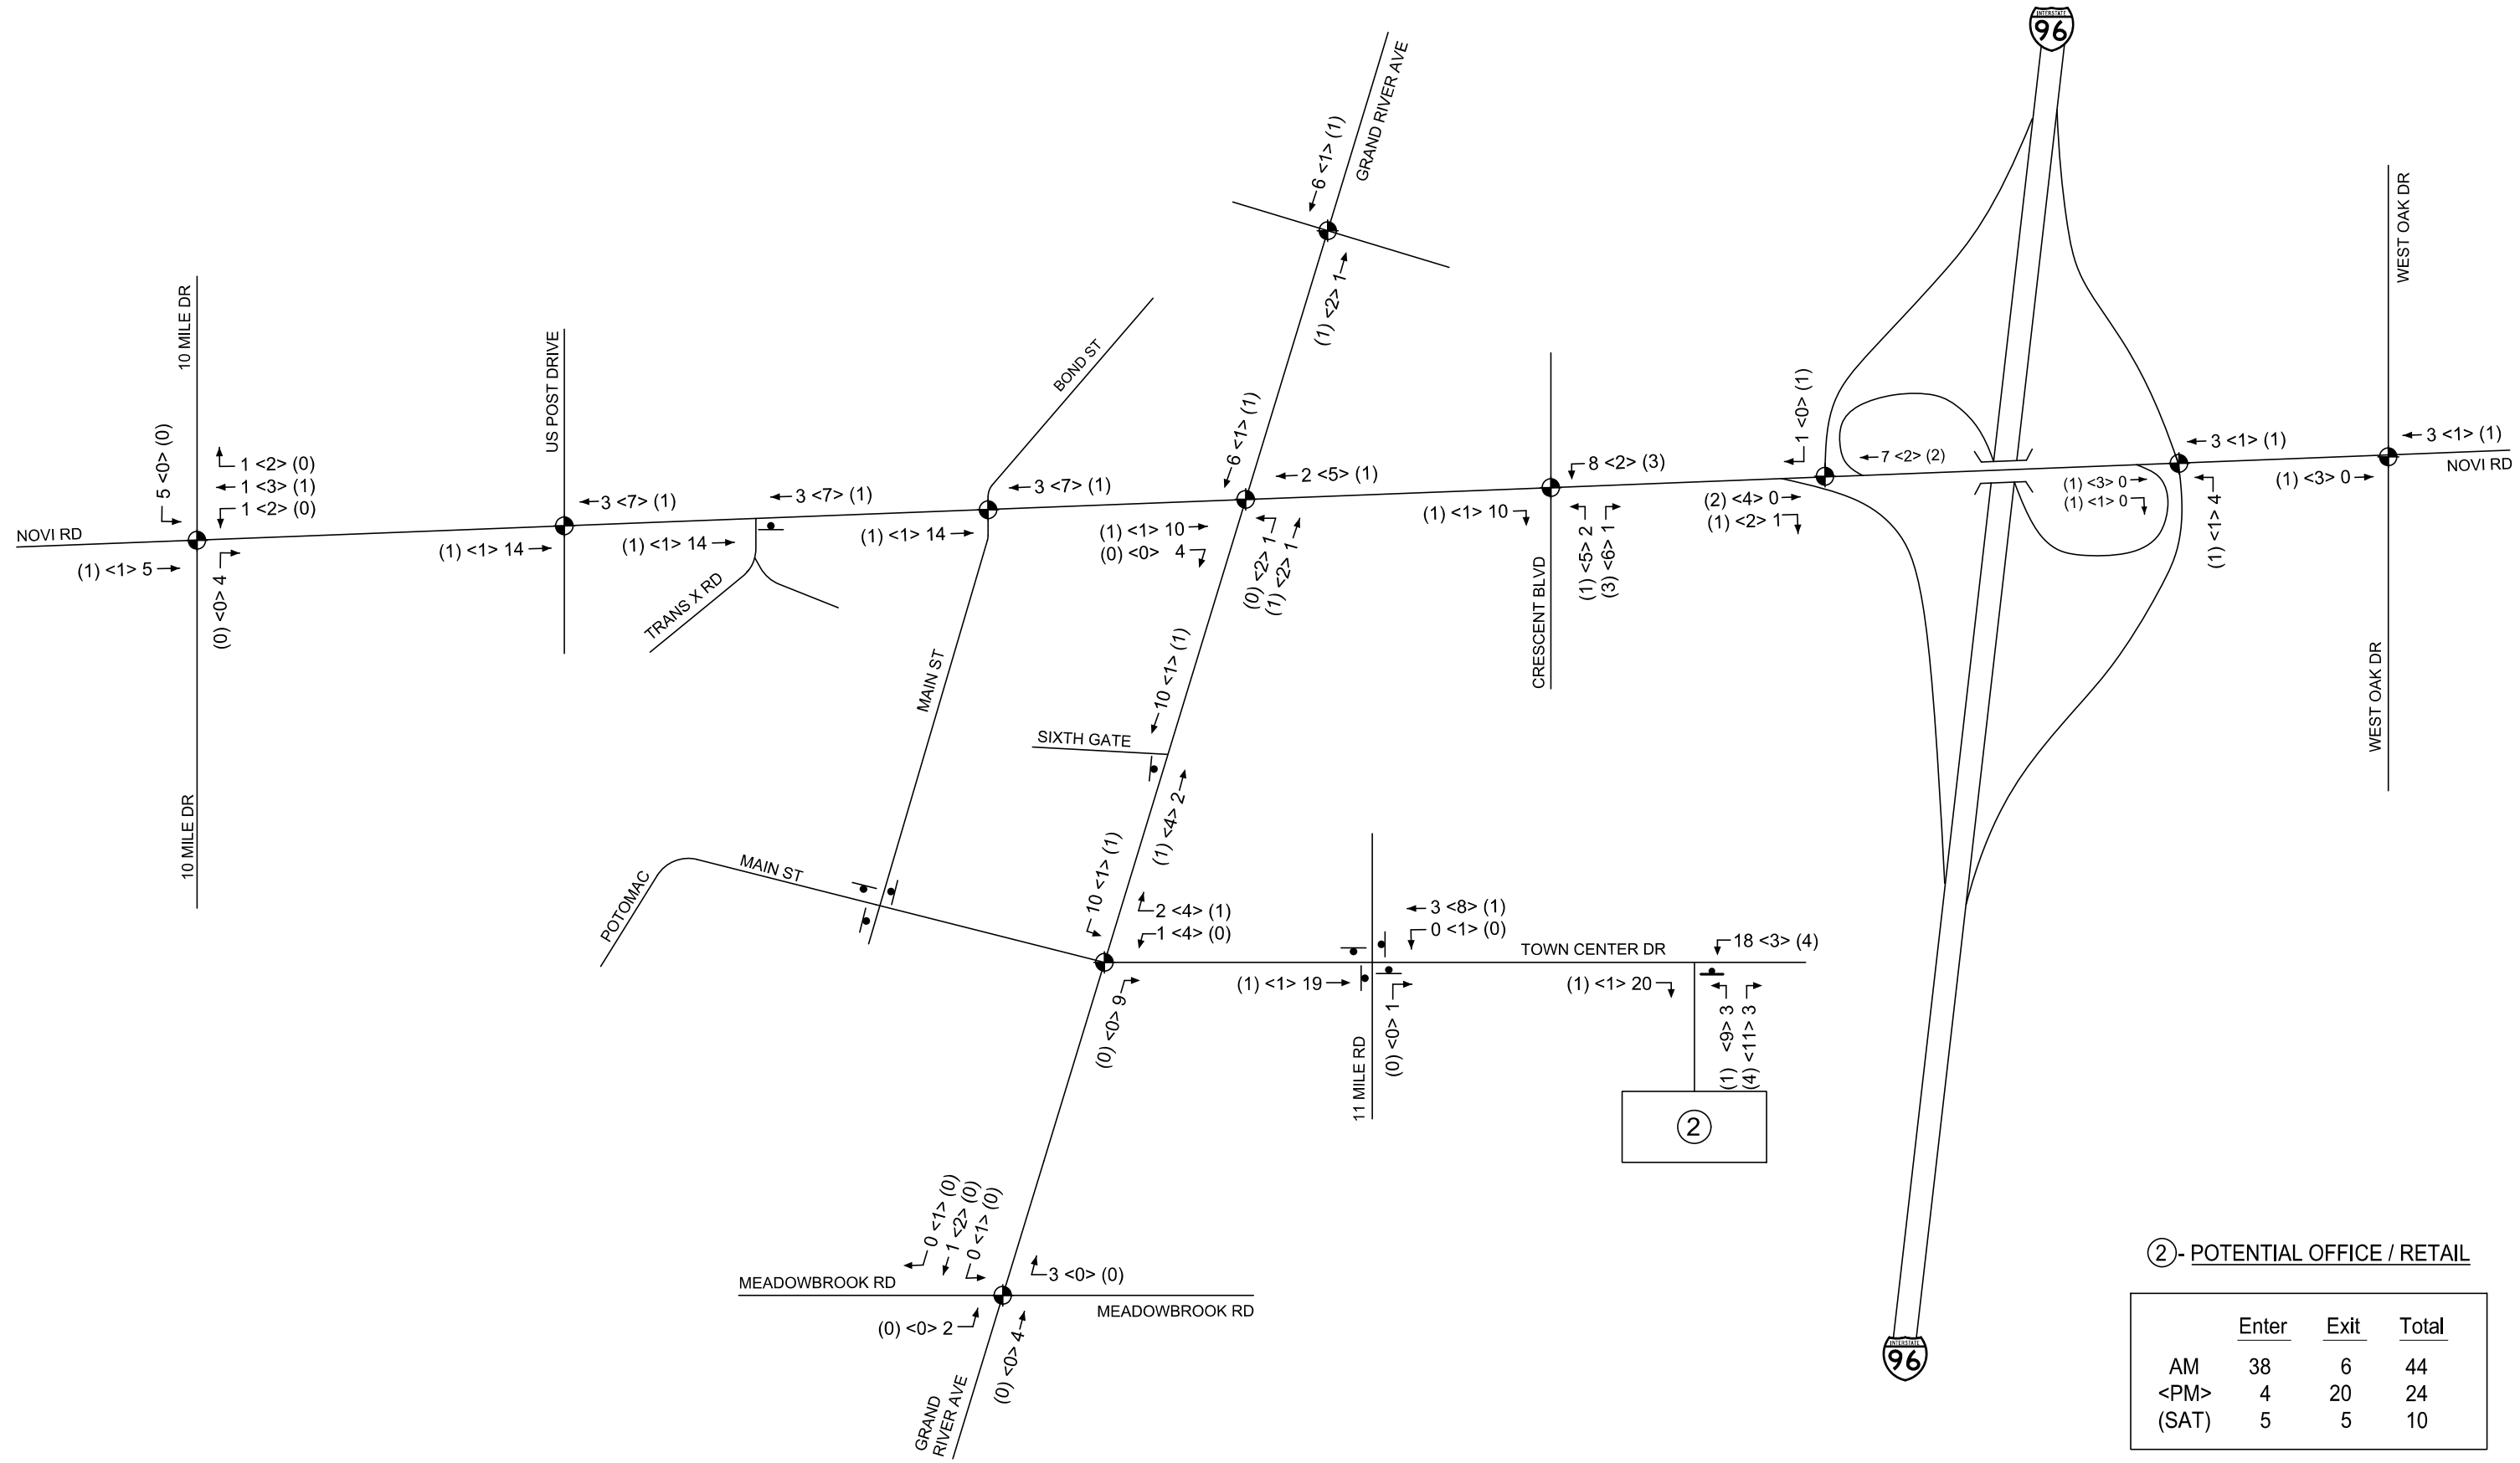 INTERSTATE
96
GRAND RIVER AVE
6 <1> (1)
(1) <2> 1
10 MILE DR
US POST DRIVE
BOND ST
WEST OAK DR
5 <0> (0)
1 <2> (0)
1 <3> (1)
1 <2> (0)
NOVI RD
(1) <1> 5
(0) <0> 4
3 <7> (1)
(1) <1> 14
3 <7> (1)
(1) <1> 14
TRANS X RD
3 <7> (1)
(1) <1> 14
MAIN ST
6 <1> (1)
2 <5> (1)
(1) <1> 10
(0) <0> 4
(0) <2> 1
(1) <2> 1
8 <2> (3)
(1) <1> 10
(1) <5> 2
(3) <6> 1
CRESCENT BLVD
1 <0> (1)
(2) <4> 0
(1) <2> 1
7 <2> (2)
(1) <3> 0
(1) <1> 0
3 <1> (1)
(1) <1> 4
3 <1> (1)
NOVI RD
(1) <3> 0
WEST OAK DR
10 MILE DR
10 <1> (1)
SIXTH GATE
(1) <4> 2
POTOMAC
MAIN ST
10 <1> (1)
2 <4> (1)
1 <4> (0)
(0) <0> 9
3 <8> (1)
0 <1> (0)
(1) <1> 19
(0) <0> 1
11 MILE RD
TOWN CENTER DR
18 <3> (4)
(1) <1> 20
(1) <9> 3
(4) <11> 3
2
0 <1> (0)
1 <2> (0)
0 <1> (0)
3 <0> (0)
MEADOWBROOK RD
MEADOWBROOK RD
(0) <0> 2
(0) <0> 4
GRAND
RIVER AVE
INTERSTATE
96
2 - POTENTIAL OFFICE / RETAIL
Enter Exit Total
AM 38 6 44
<PM> 4 20 24
(SAT) 5 5 10